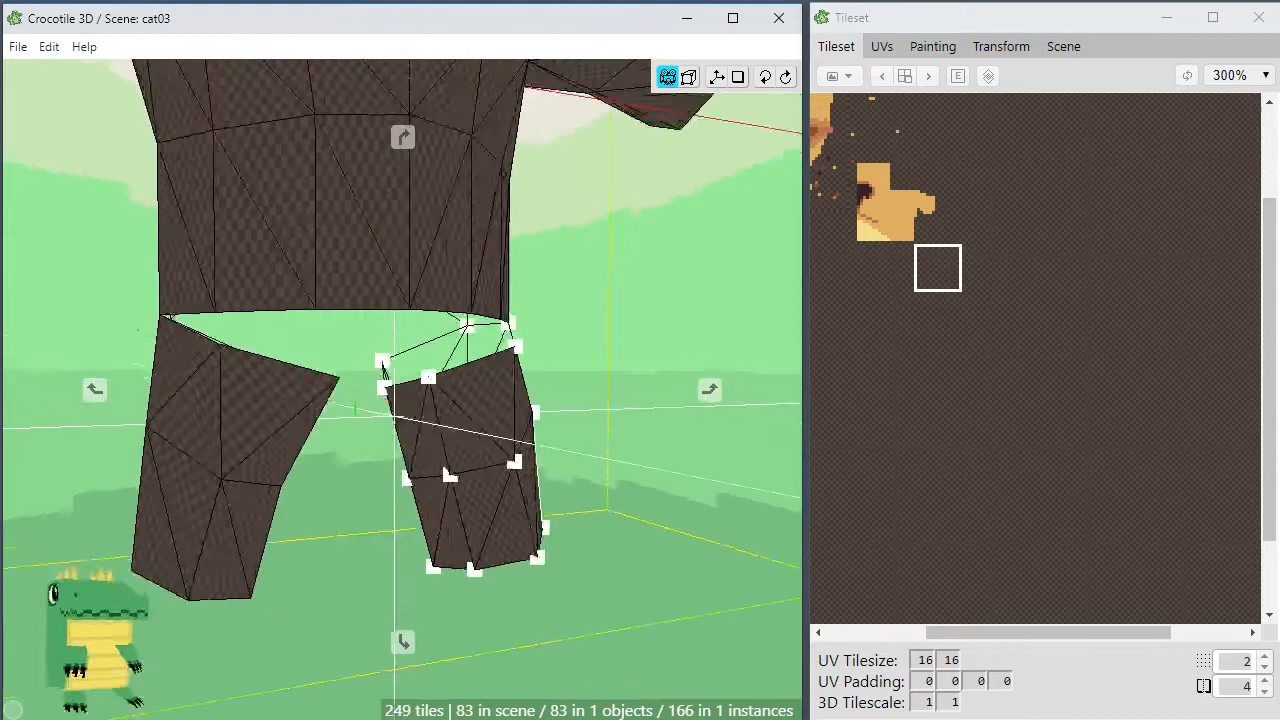 Crocotile 3D / Scene: cat03
File Edit Help
249 tiles | 83 in scene / 83 in 1 objects / 166 in 1 instances
Tileset
Tileset UVs Painting Transform Scene
E 300%
UV Tilesize: 16 16
UV Padding: 0 0 0 0
3D Tilescale: 1 1
2
4